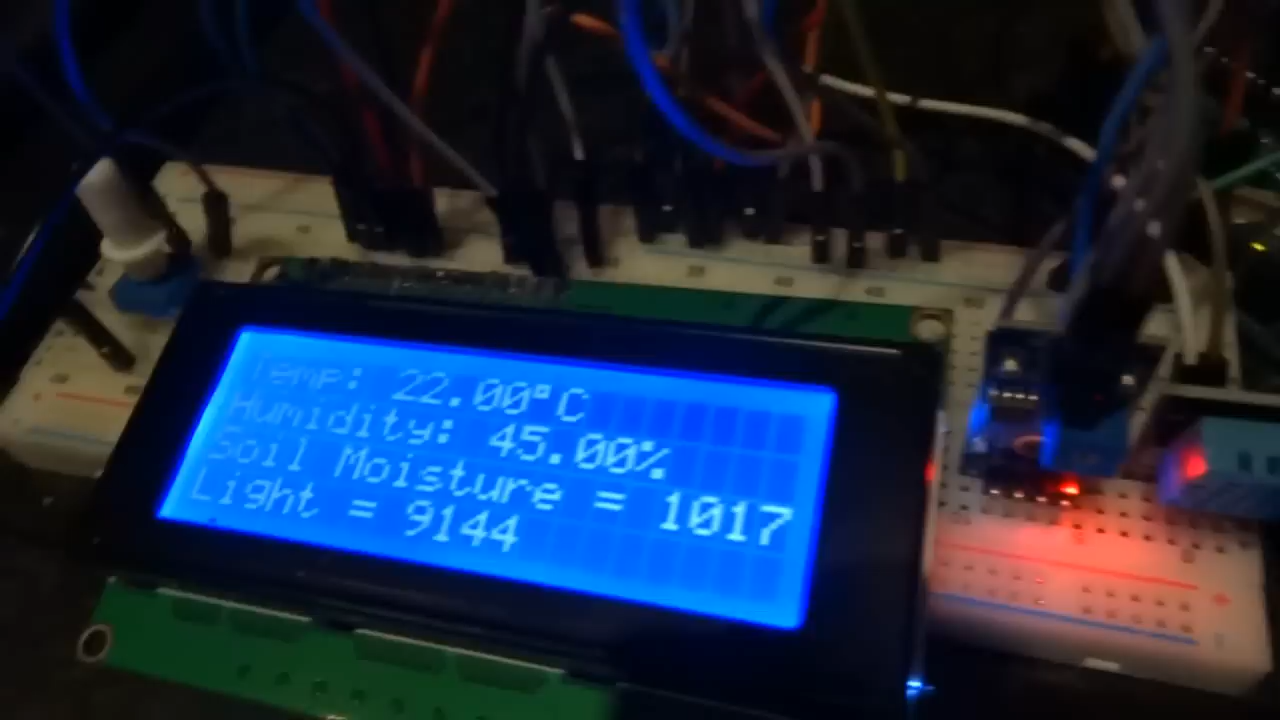 Temp: 22.00°C
Humidity: 45.00%
Soil Moisture = 1017
Light = 9144